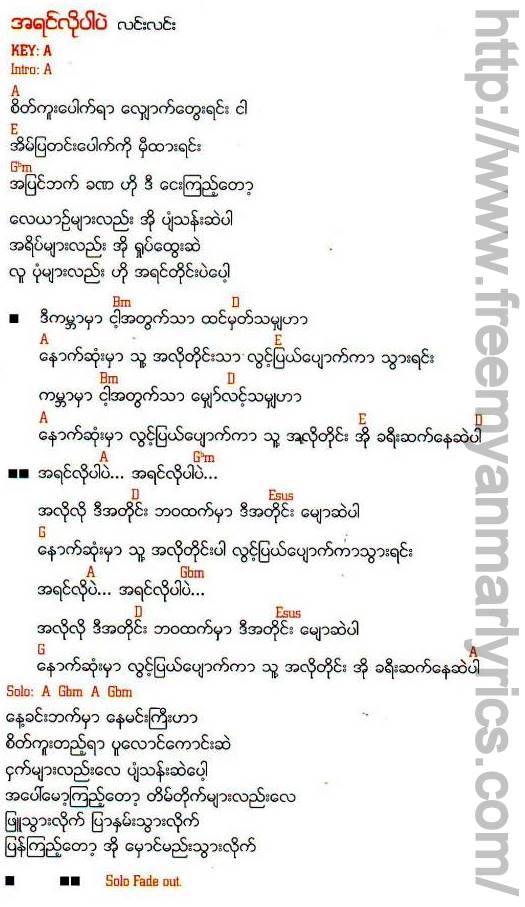 အရင်လိုပါပဲ လင်းလင်း
KEY: A
Intro: A
A
စိတ်ကူးပေါက်ရာ လျှောက်တွေးရင်း ငါ
E
အိမ်ပြတင်းပေါက်ကို မှီထားရင်း
Gᵇm
အပြင်ဘက် ခဏ ဟို ဒီ ငေးကြည့်တော့
လေယာဉ်များလည်း အို ပျံသန်းဆဲပါ
အရိပ်များလည်း အို ရှုပ်ထွေးဆဲ
လူ ပုံများလည်း ဟို အရင်တိုင်းပဲပေါ့
Bm D
■ ဒီကမ္ဘာမှာ ငါ့အတွက်သာ ထင်မှတ်သမျှဟာ
A E
နောက်ဆုံးမှာ သူ့ အလိုတိုင်းသာ လွင့်ပြယ်ပျောက်ကာ သွားရင်း
Bm D
ကမ္ဘာမှာ ငါ့အတွက်သာ မျှော်လင့်သမျှဟာ
A E D
နောက်ဆုံးမှာ လွင့်ပြယ်ပျောက်ကာ သူ့ အလိုတိုင်း အို ခရီးဆက်နေဆဲပါ
A Gᵇm
■■ အရင်လိုပါပဲ... အရင်လိုပါပဲ...
D Esus
အလိုလို ဒီအတိုင်း ဘဝထက်မှာ ဒီအတိုင်း မျောဆဲပါ
G
နောက်ဆုံးမှာ သူ့ အလိုတိုင်းပါ လွင့်ပြယ်ပျောက်ကာသွားရင်း
A Gbm
အရင်လိုပဲ... အရင်လိုပါပဲ...
D Esus
အလိုလို ဒီအတိုင်း ဘဝထက်မှာ ဒီအတိုင်း မျောဆဲပါ
G A
နောက်ဆုံးမှာ လွင့်ပြယ်ပျောက်ကာ သူ့ အလိုတိုင်း အို ခရီးဆက်နေဆဲပါ
Solo: A Gbm A Gbm
နေ့ခင်းဘက်မှာ နေမင်းကြီးဟာ
စိတ်ကူးတည့်ရာ ပူလောင်ကောင်းဆဲ
ငှက်များလည်းလေ ပျံသန်းဆဲပေါ့
အပေါ်မော့ကြည့်တော့ တိမ်တိုက်များလည်းလေ
ဖြူသွားလိုက် ပြာနှမ်းသွားလိုက်
ပြန်ကြည့်တော့ အို မှောင်မည်းသွားလိုက်
■ ■■ Solo Fade out.
http://www.freemyanmarlyrics.com/